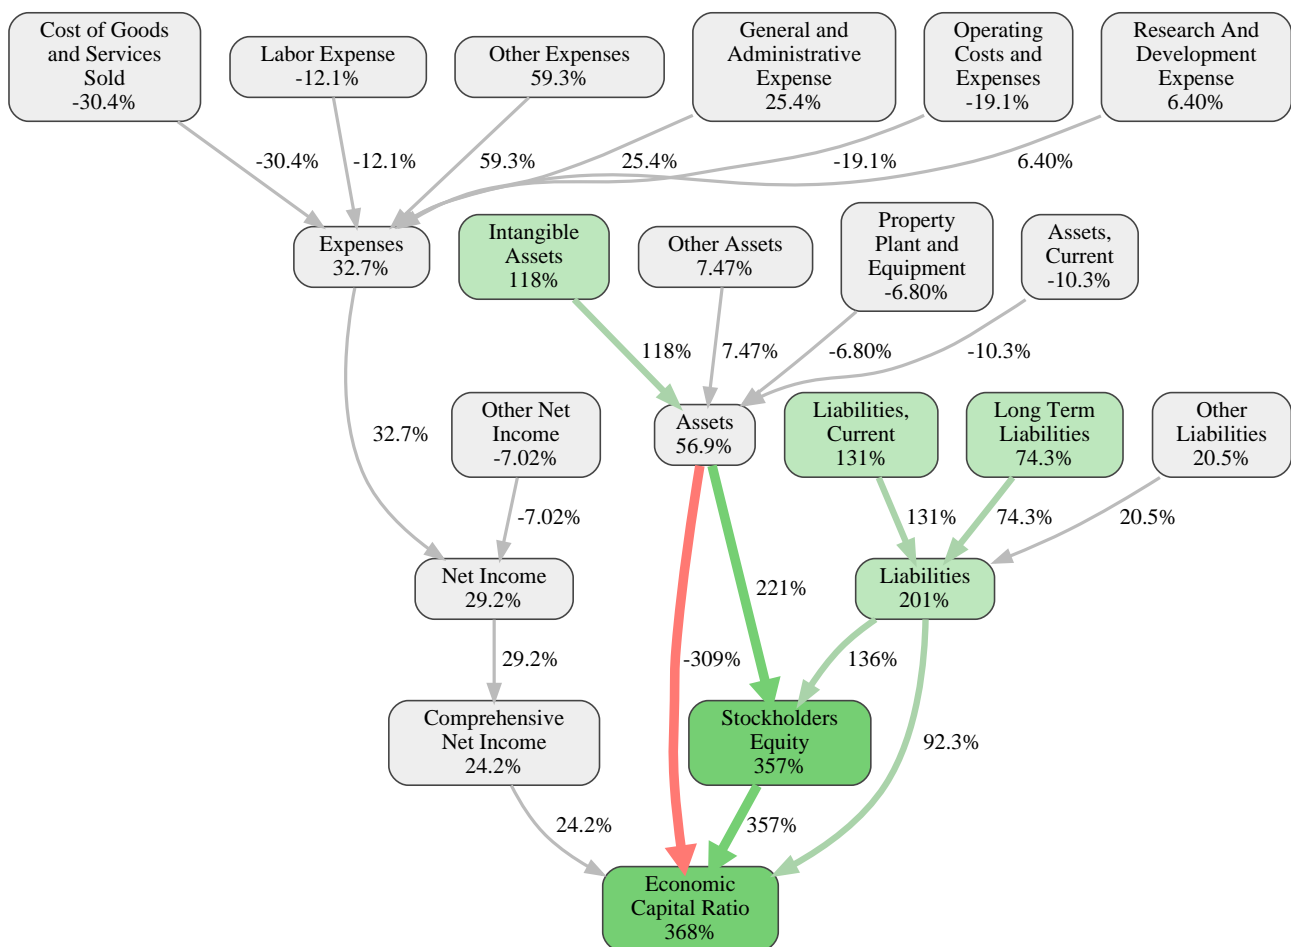 Cost of Goods
and Services
Sold
-30.4%
Labor Expense
-12.1%
Other Expenses
59.3%
General and
Administrative
Expense
25.4%
Operating
Costs and
Expenses
-19.1%
Research And
Development
Expense
6.40%
-30.4%
-12.1%
59.3%
25.4%
-19.1%
6.40%
Expenses
32.7%
Intangible
Assets
118%
Other Assets
7.47%
Property
Plant and
Equipment
-6.80%
Assets,
Current
-10.3%
118%
7.47%
-6.80%
-10.3%
32.7%
Other Net
Income
-7.02%
Assets
56.9%
Liabilities,
Current
131%
Long Term
Liabilities
74.3%
Other
Liabilities
20.5%
-7.02%
131%
74.3%
20.5%
Net Income
29.2%
221%
Liabilities
201%
29.2%
-309%
136%
Comprehensive
Net Income
24.2%
Stockholders
Equity
357%
92.3%
24.2%
357%
Economic
Capital Ratio
368%